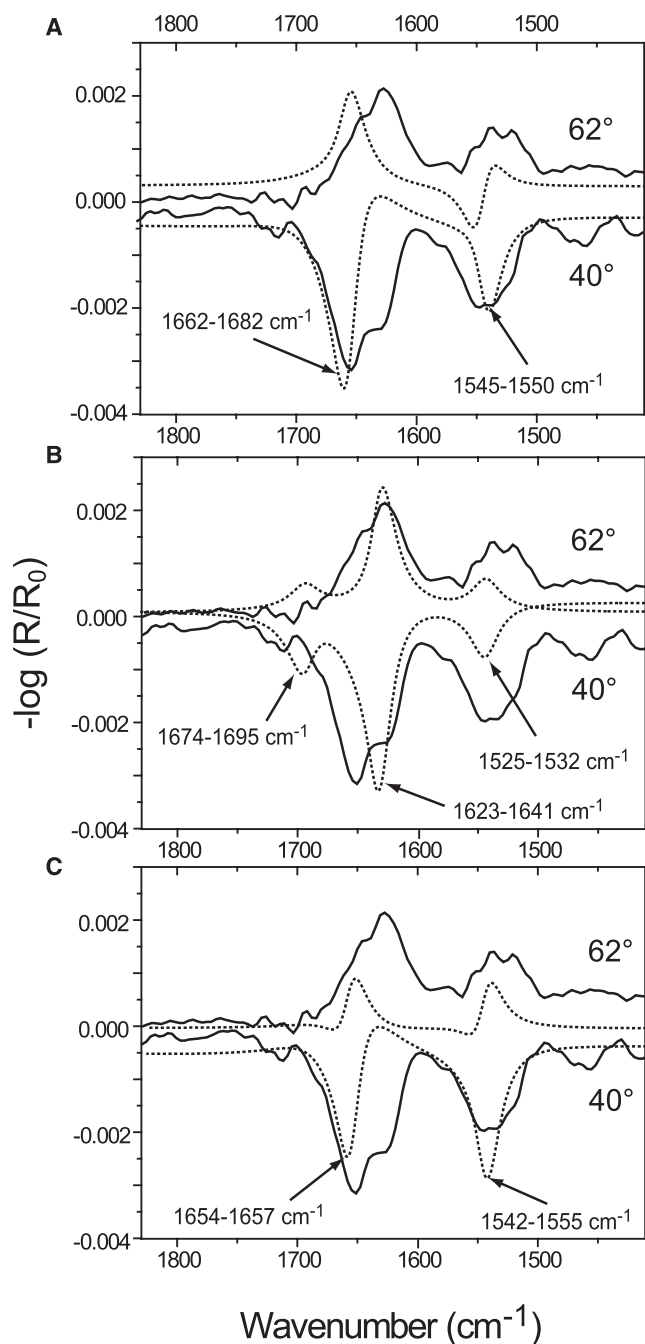 A
1800 1700 1600 1500
0.002
0.000
-0.002
-0.004
62°
40°
1662-1682 cm⁻¹
1545-1550 cm⁻¹
1800 1700 1600 1500
B
0.002
0.000
-0.002
-0.004
62°
40°
1674-1695 cm⁻¹
1525-1532 cm⁻¹
1623-1641 cm⁻¹
1800 1700 1600 1500
C
0.002
0.000
-0.002
-0.004
62°
40°
1654-1657 cm⁻¹
1542-1555 cm⁻¹
1800 1700 1600 1500
-log (R/R₀)
Wavenumber (cm⁻¹)